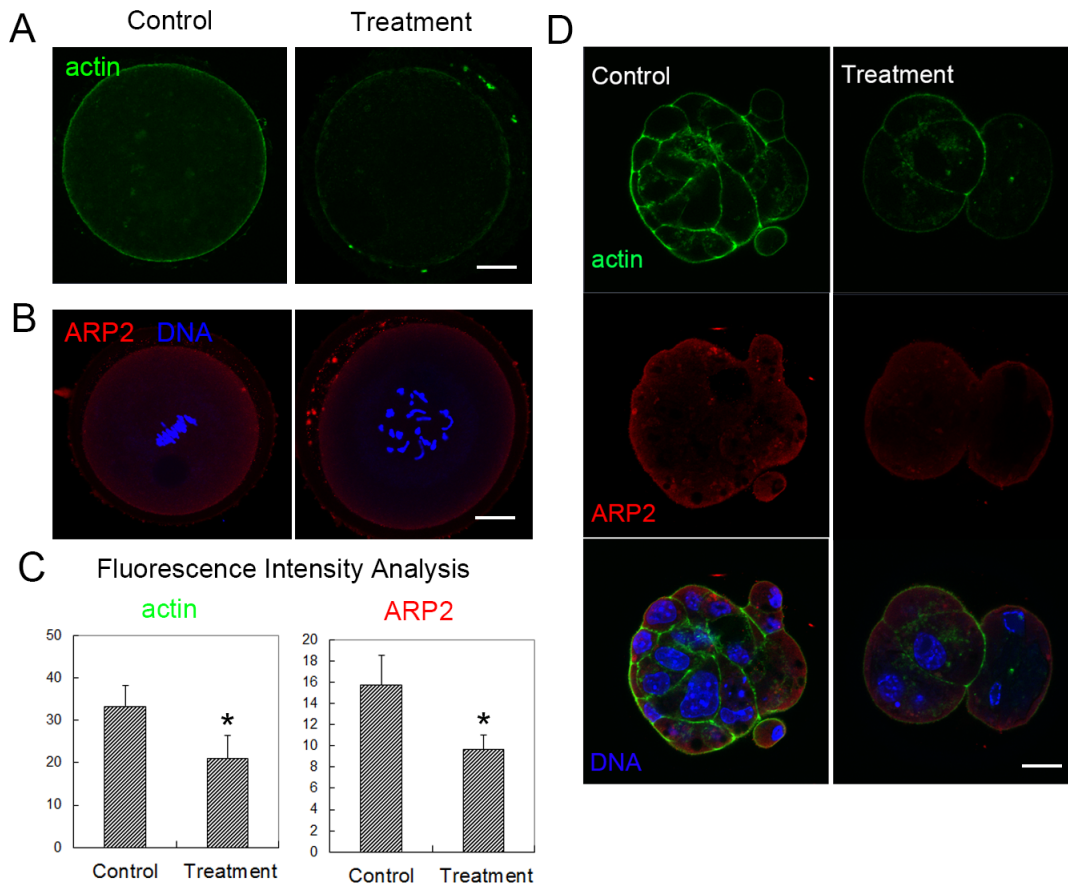 A
Control
Treatment
actin
B
ARP2 DNA
C
Fluorescence Intensity Analysis
actin
50
40
30
20
10
0
*
Control
Treatment
ARP2
20
18
16
14
12
10
8
6
4
2
0
*
Control
Treatment
D
Control
Treatment
actin
ARP2
DNA